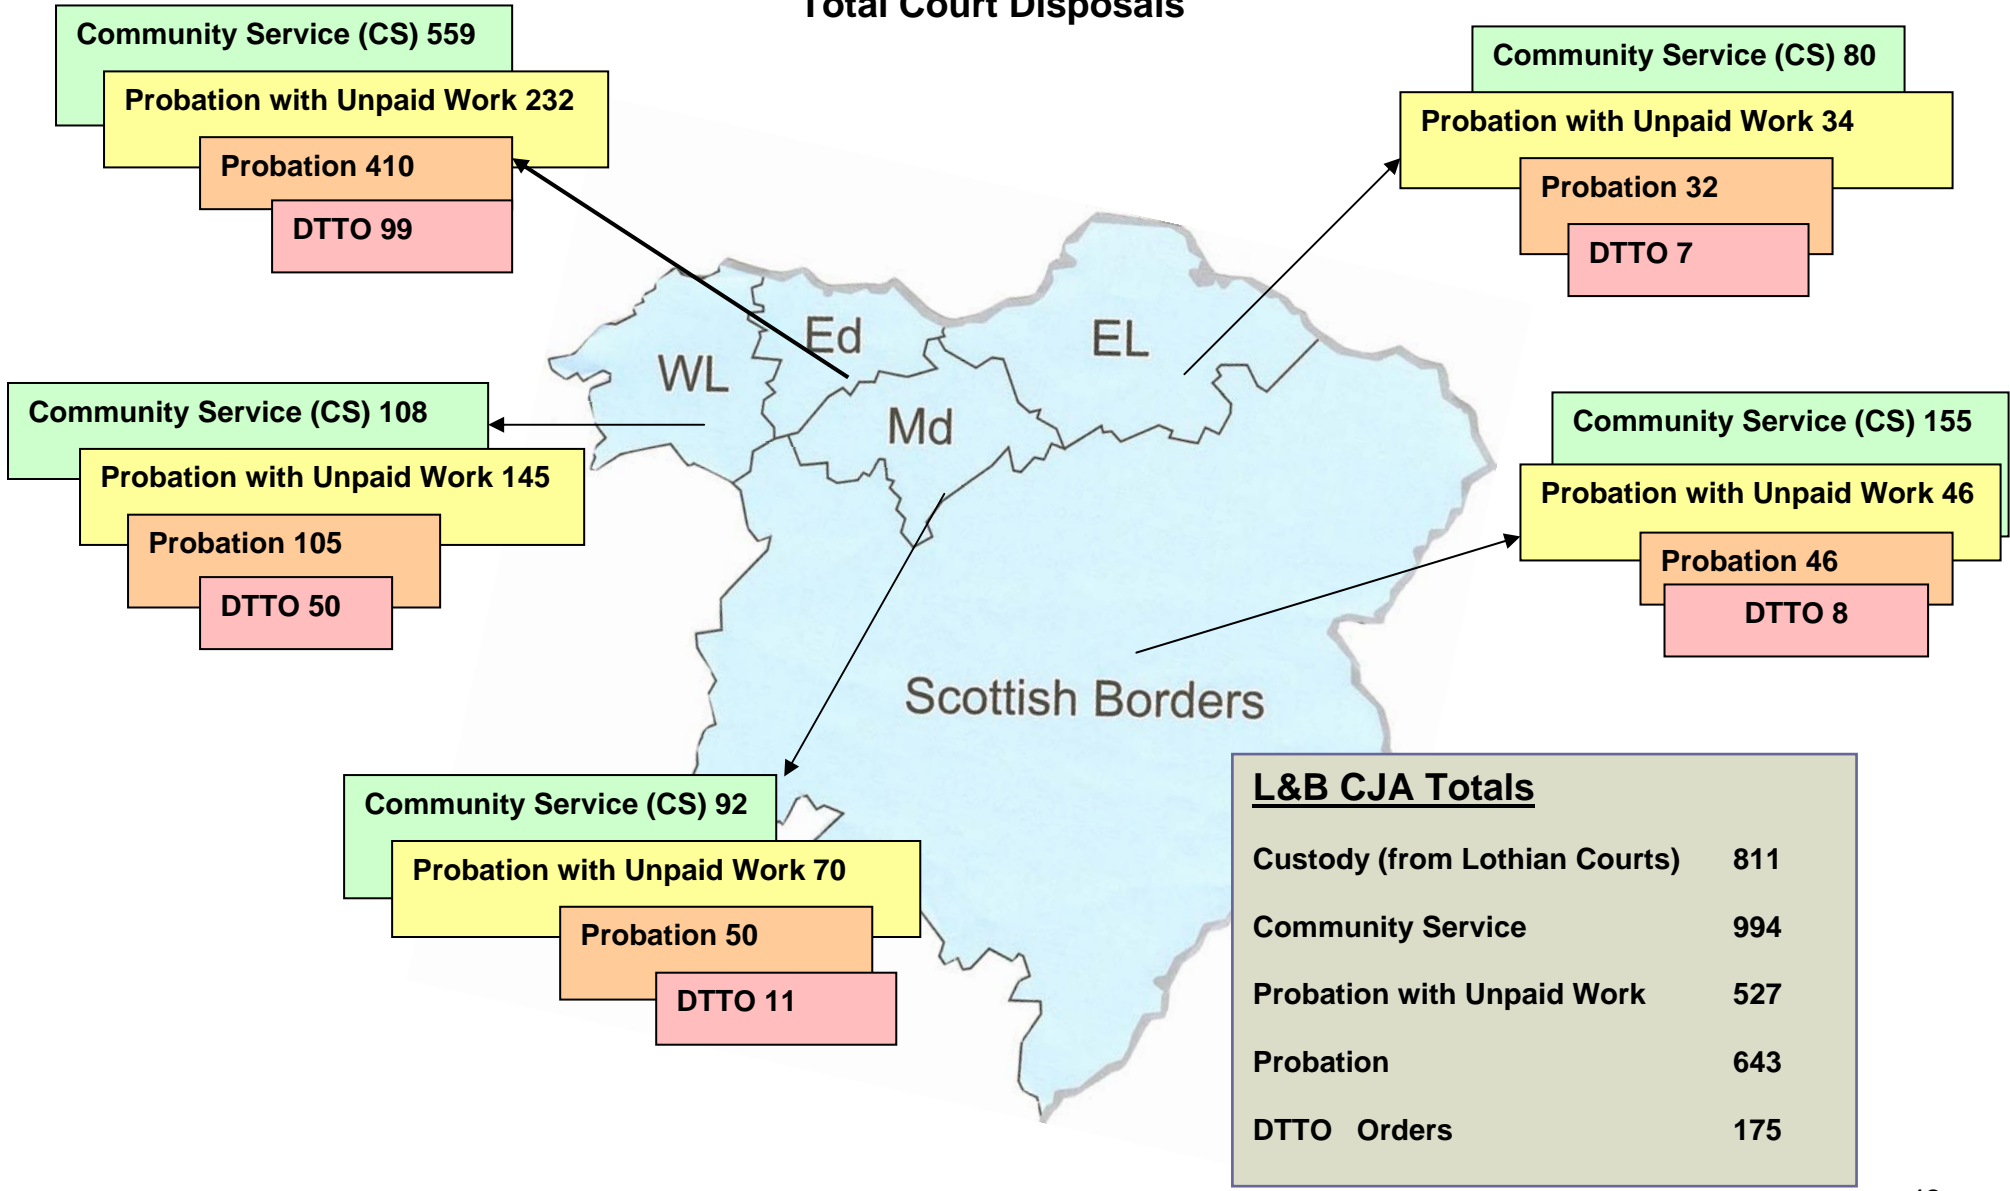 Total Court Disposals
Community Service (CS) 559
Probation with Unpaid Work 232
Probation 410
DTTO 99
Community Service (CS) 80
Probation with Unpaid Work 34
Probation 32
DTTO 7
Community Service (CS) 108
Probation with Unpaid Work 145
Probation 105
DTTO 50
WL
Ed
EL
Md
Scottish Borders
Community Service (CS) 155
Probation with Unpaid Work 46
Probation 46
DTTO 8
Community Service (CS) 92
Probation with Unpaid Work 70
Probation 50
DTTO 11
L&B CJA Totals
Custody (from Lothian Courts) 811
Community Service 994
Probation with Unpaid Work 527
Probation 643
DTTO Orders 175